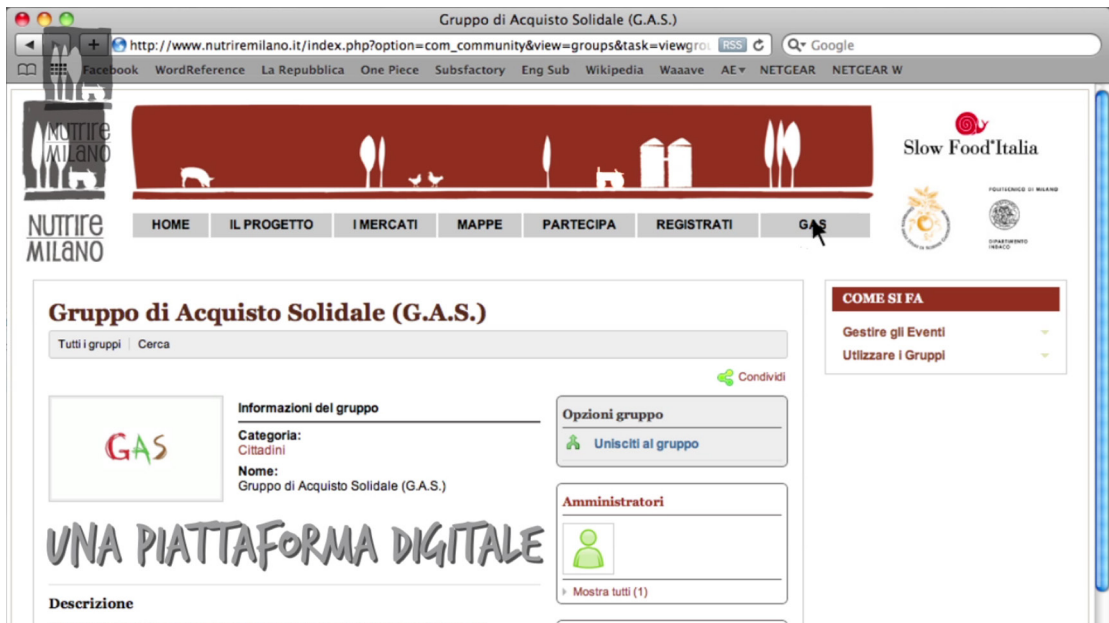 Gruppo di Acquisto Solidale (G.A.S.)
http://www.nutriremilano.it/index.php?option=com_community&view=groups&task=viewgrou RSS Google
Facebook WordReference La Repubblica One Piece Subsfactory Eng Sub Wikipedia Waaave AE NETGEAR NETGEAR W
NUTRIRE
MILANO
Slow Food Italia
POLITECNICO DI MILANO
DIPARTIMENTO
INDACO
NUTRIRE
MILANO
HOME IL PROGETTO I MERCATI MAPPE PARTECIPA REGISTRATI GAS
Gruppo di Acquisto Solidale (G.A.S.)
Tutti i gruppi Cerca
Condividi
COME SI FA
Gestire gli Eventi
Utlizzare i Gruppi
GAS
Informazioni del gruppo
Categoria:
Cittadini
Nome:
Gruppo di Acquisto Solidale (G.A.S.)
Opzioni gruppo
Unisciti al gruppo
Amministratori
Mostra tutti (1)
UNA PIATTAFORMA DIGITALE
Descrizione